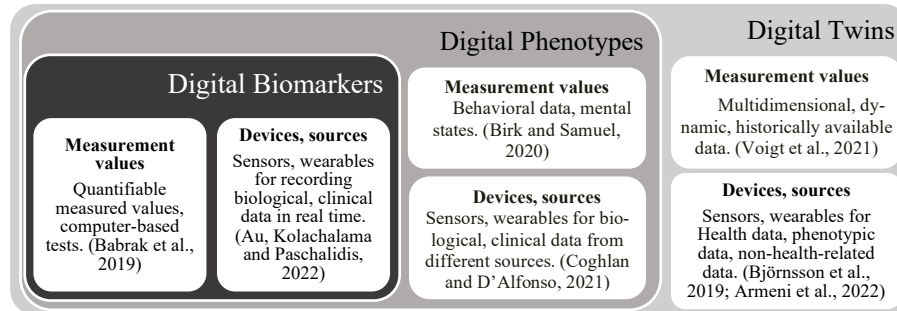 Digital Biomarkers
Measurement
values
Quantifiable
measured values,
computer-based
tests. (Babrak et al.,
2019)
Devices, sources
Sensors, wearables
for recording
biological, clinical
data in real time.
(Au, Kolachalama
and Paschalidis,
2022)
Digital Phenotypes
Measurement values
Behavioral data, mental
states. (Birk and Samuel,
2020)
Devices, sources
Sensors, wearables for bio-
logical, clinical data from
different sources. (Coghlan
and D’Alfonso, 2021)
Digital Twins
Measurement values
Multidimensional, dy-
namic, historically available
data. (Voigt et al., 2021)
Devices, sources
Sensors, wearables for
Health data, phenotypic
data, non-health-related
data. (Björnsson et al.,
2019; Armeni et al., 2022)